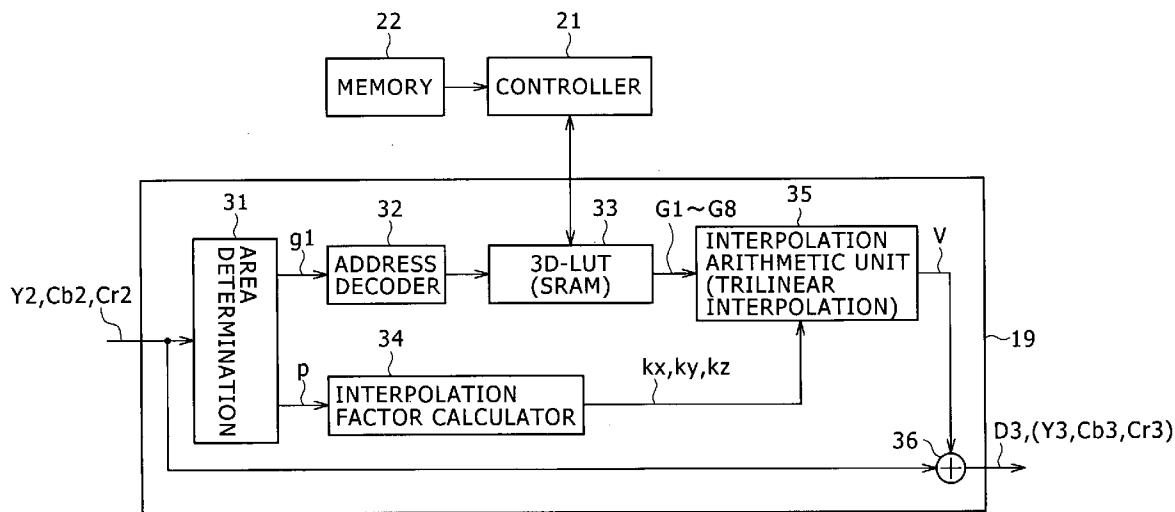 22
21
MEMORY
CONTROLLER
31
32
33
G1~G8
35
AREA
DETERMINATION
g1
ADDRESS
DECODER
3D-LUT
(SRAM)
INTERPOLATION
ARITHMETIC UNIT
(TRILINEAR
INTERPOLATION)
V
Y2,Cb2,Cr2
19
34
p
INTERPOLATION
FACTOR CALCULATOR
kx,ky,kz
36
D3,(Y3,Cb3,Cr3)